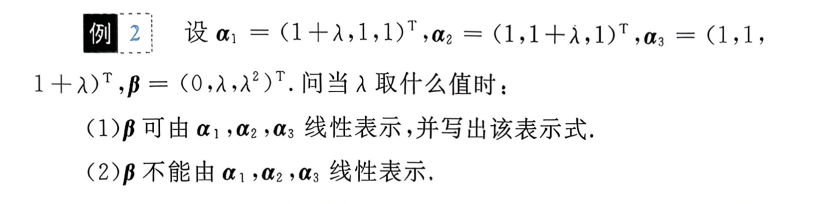 例 2 设 α₁ = (1+λ,1,1)ᵀ,α₂ = (1,1+λ,1)ᵀ,α₃ = (1,1,
1+λ)ᵀ,β = (0,λ,λ²)ᵀ.问当 λ 取什么值时:
(1)β 可由 α₁,α₂,α₃ 线性表示,并写出该表示式.
(2)β 不能由 α₁,α₂,α₃ 线性表示.